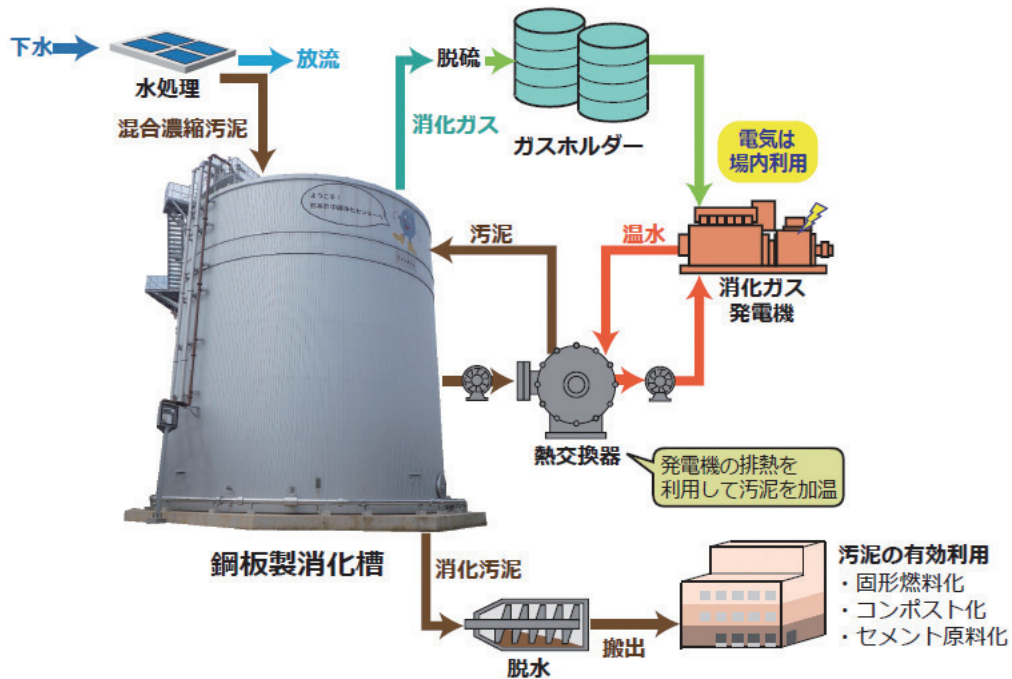 下水
放流
水処理
混合濃縮汚泥
消化ガス
脱硫
ガスホルダー
電気は
場内利用
ようこそ!
汚泥
温水
消化ガス
発電機
熱交換器
発電機の排熱を
利用して汚泥を加温
鋼板製消化槽
消化汚泥
脱水
搬出
汚泥の有効利用
・固形燃料化
・コンポスト化
・セメント原料化